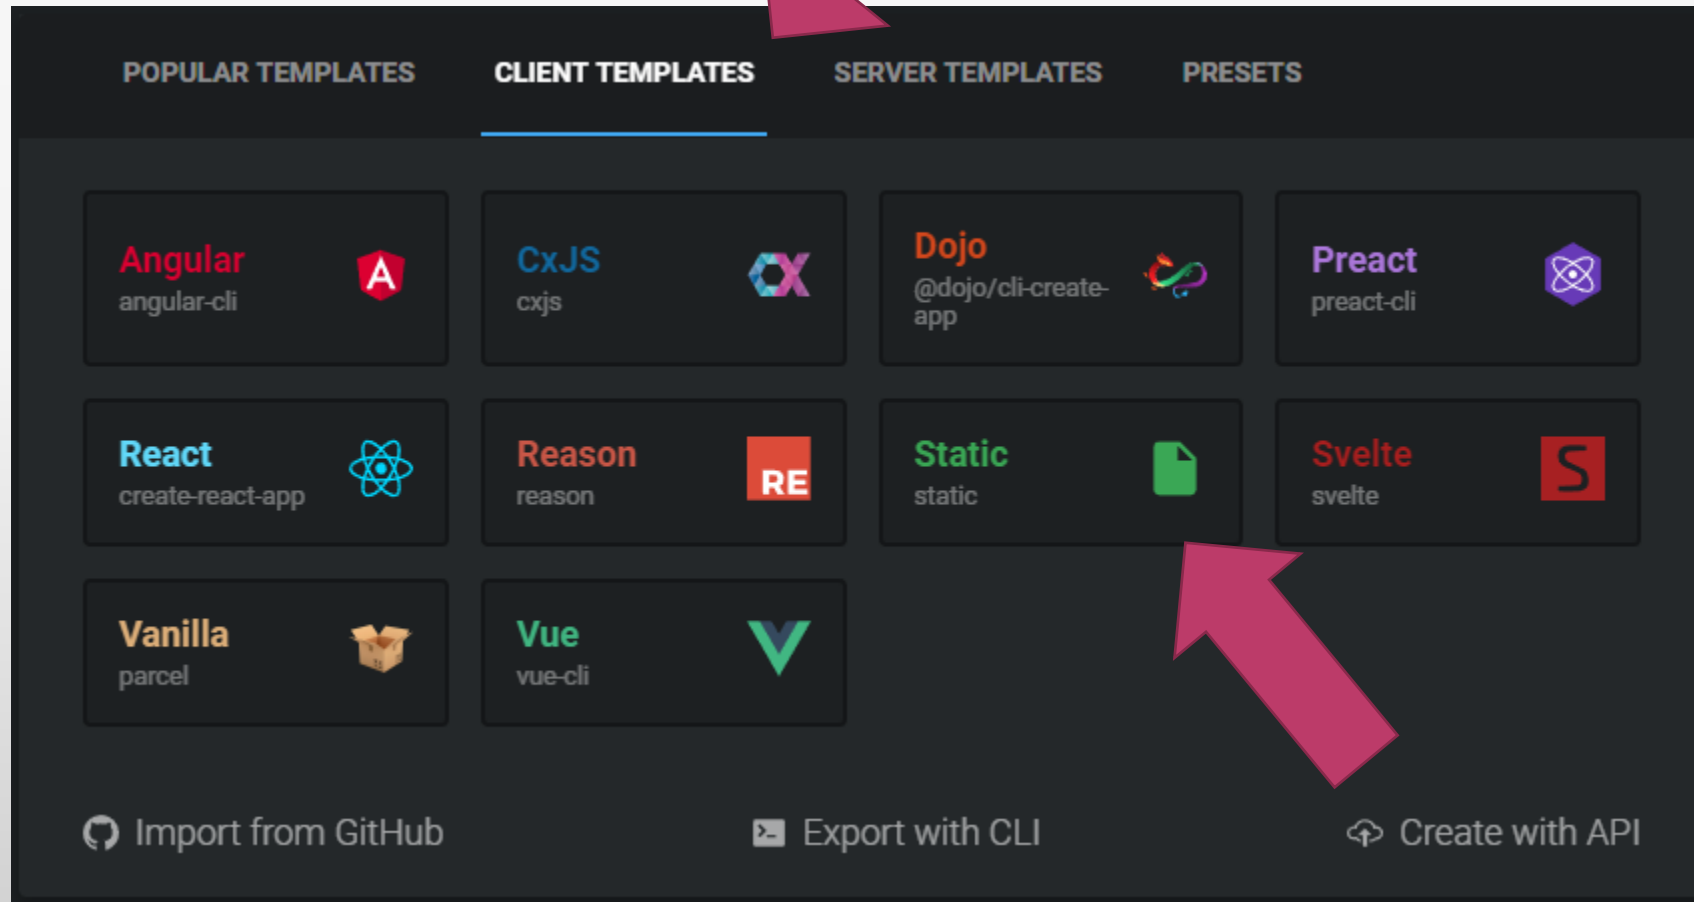 POPULAR TEMPLATES CLIENT TEMPLATES SERVER TEMPLATES PRESETS
Angular
angular-cli
A
CxJS
cxjs
CX
Dojo
@dojo/cli-create-
app
Preact
preact-cli
React
create-react-app
Reason
reason
RE
Static
static
Svelte
svelte
S
Vanilla
parcel
Vue
vue-cli
Import from GitHub
Export with CLI
Create with API